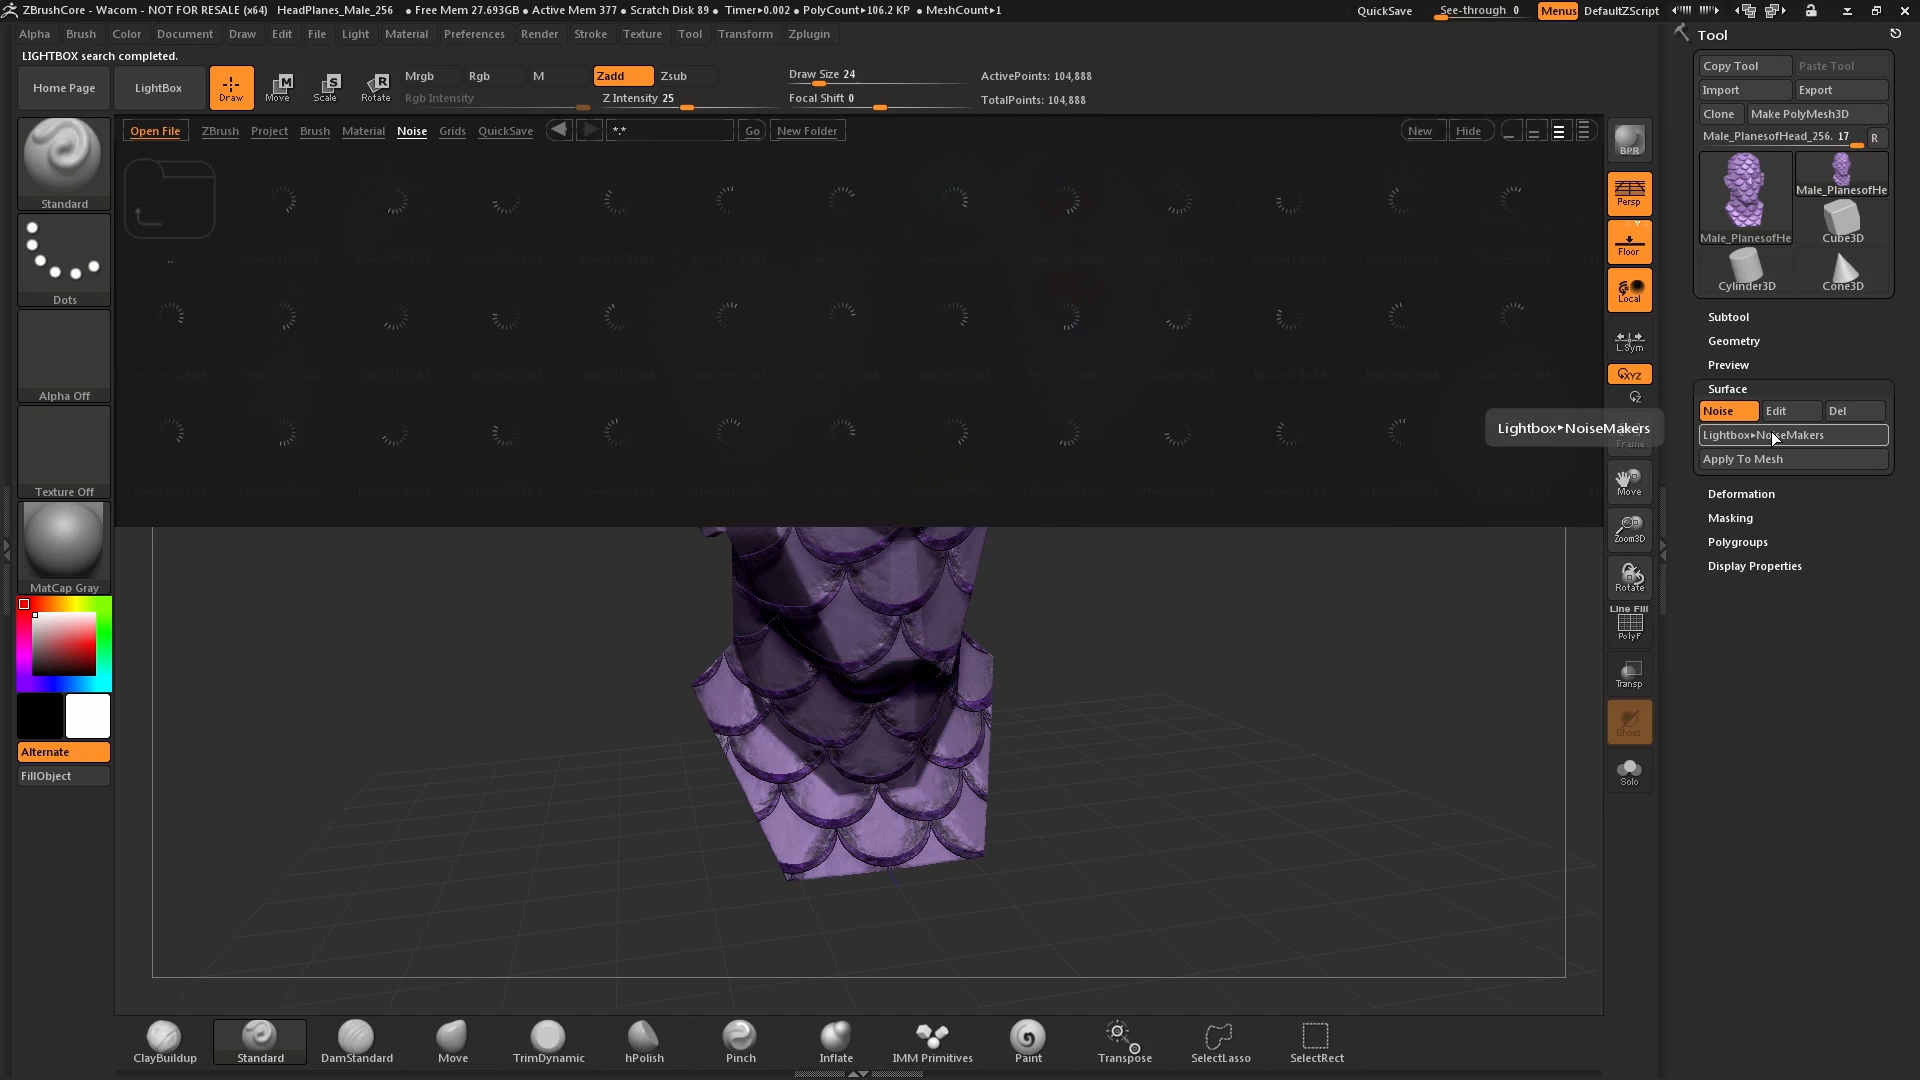 ZBrushCore - Wacom - NOT FOR RESALE (x64) HeadPlanes_Male_256 • Free Mem 27.693GB • Active Mem 377 • Scratch Disk 89 • Timer▸0.002 • PolyCount▸106.2 KP • MeshCount▸1 QuickSave See-through 0 Menus DefaultZScript
Alpha Brush Color Document Draw Edit File Light Material Preferences Render Stroke Texture Tool Transform Zplugin
LIGHTBOX search completed.
Home Page LightBox Draw Move Scale Rotate
Mrgb Rgb M Zadd Zsub
Rgb Intensity Z Intensity 25
Draw Size 24 ActivePoints: 104,888
Focal Shift 0 TotalPoints: 104,888
Open File ZBrush Project Brush Material Noise Grids QuickSave *.* Go New Folder New Hide
..
Standard
Dots
Alpha Off
Texture Off
MatCap Gray
Alternate
FillObject
BPR
Persp
Floor
Local
L.Sym
XYZ
Frame
Move
Zoom3D
Rotate
Line Fill
PolyF
Transp
Ghost
Solo
Lightbox▸NoiseMakers
Tool
Copy Tool Paste Tool
Import Export
Clone Make PolyMesh3D
Male_PlanesofHead_256. 17 R
Male_PlanesofHe
Male_PlanesofHe Cube3D
Cylinder3D Cone3D
Subtool
Geometry
Preview
Surface
Noise Edit Del
Lightbox▸NoiseMakers
Apply To Mesh
Deformation
Masking
Polygroups
Display Properties
ClayBuildup Standard DamStandard Move TrimDynamic hPolish Pinch Inflate IMM Primitives Paint Transpose SelectLasso SelectRect